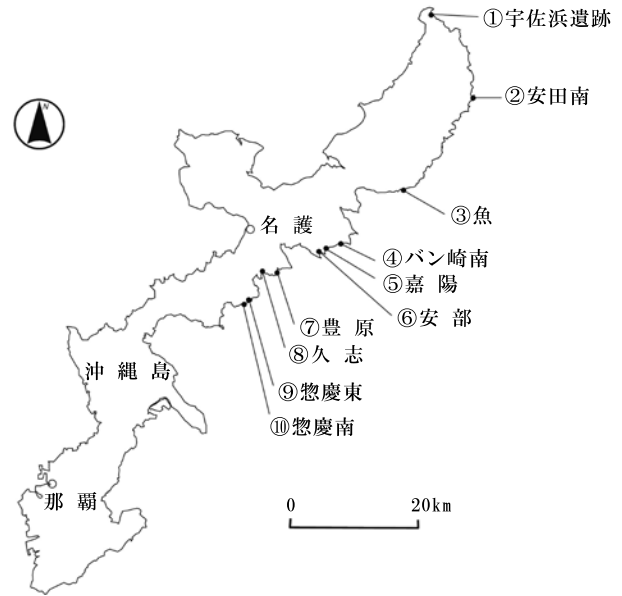 ①宇佐浜遺跡
②安田南
N
③魚
名護
④バン崎南
⑤嘉陽
⑥安部
⑦豊原
⑧久志
沖縄島
⑨惣慶東
⑩惣慶南
那覇
0 20km